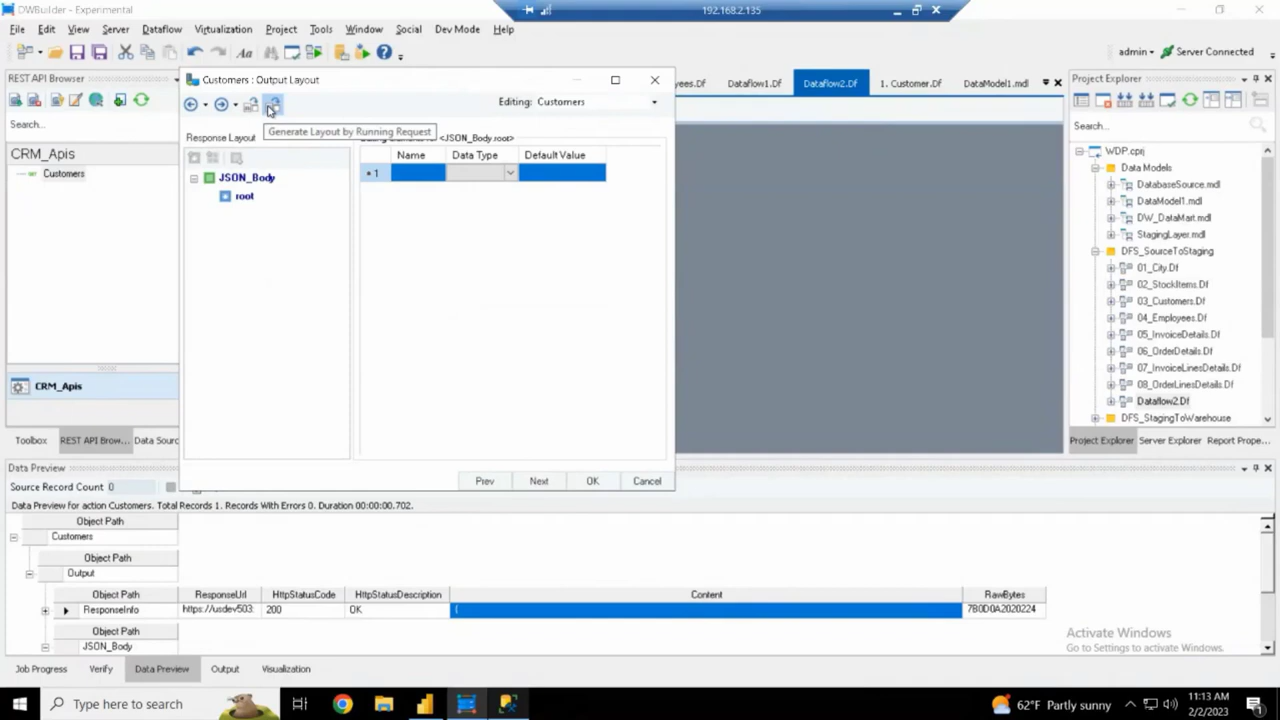 DWBuilder - Experimental
192.168.2.135
File Edit View Server Dataflow Virtualization Project Tools Window Social Dev Mode Help
admin Server Connected
REST API Browser
Search...
CRM_Apis
Customers
CRM_Apis
Toolbox REST API Brow... Data Sourc
Customers : Output Layout
Editing: Customers
Generate Layout by Running Request
Response Layout
<JSON_Body.root>
JSON_Body
root
Name Data Type Default Value
1
Prev Next OK Cancel
yees.Df Dataflow1.Df Dataflow2.Df 1. Customer.Df DataModel1.mdl
Project Explorer
Search...
WDP.cprj
Data Models
DatabaseSource.mdl
DataModel1.mdl
DW_DataMart.mdl
StagingLayer.mdl
DFS_SourceToStaging
01_City.Df
02_StockItems.Df
03_Customers.Df
04_Employees.Df
05_InvoiceDetails.Df
06_OrderDetails.Df
07_InvoiceLinesDetails.Df
08_OrderLinesDetails.Df
Dataflow2.Df
DFS_StagingToWarehouse
Project Explorer Server Explorer Report Prope...
Data Preview
Source Record Count 0
Data Preview for action Customers. Total Records 1. Records With Errors 0. Duration 00:00:00.702.
Object Path
Customers
Object Path
Output
Object Path ResponseUrl HttpStatusCode HttpStatusDescription Content RawBytes
ResponseInfo https://usdev503: 200 OK { 7B0D0A2020224
Object Path
JSON_Body
Activate Windows
Go to Settings to activate Windows.
Job Progress Verify Data Preview Output Visualization
Type here to search
62°F Partly sunny
11:13 AM
2/2/2023
1